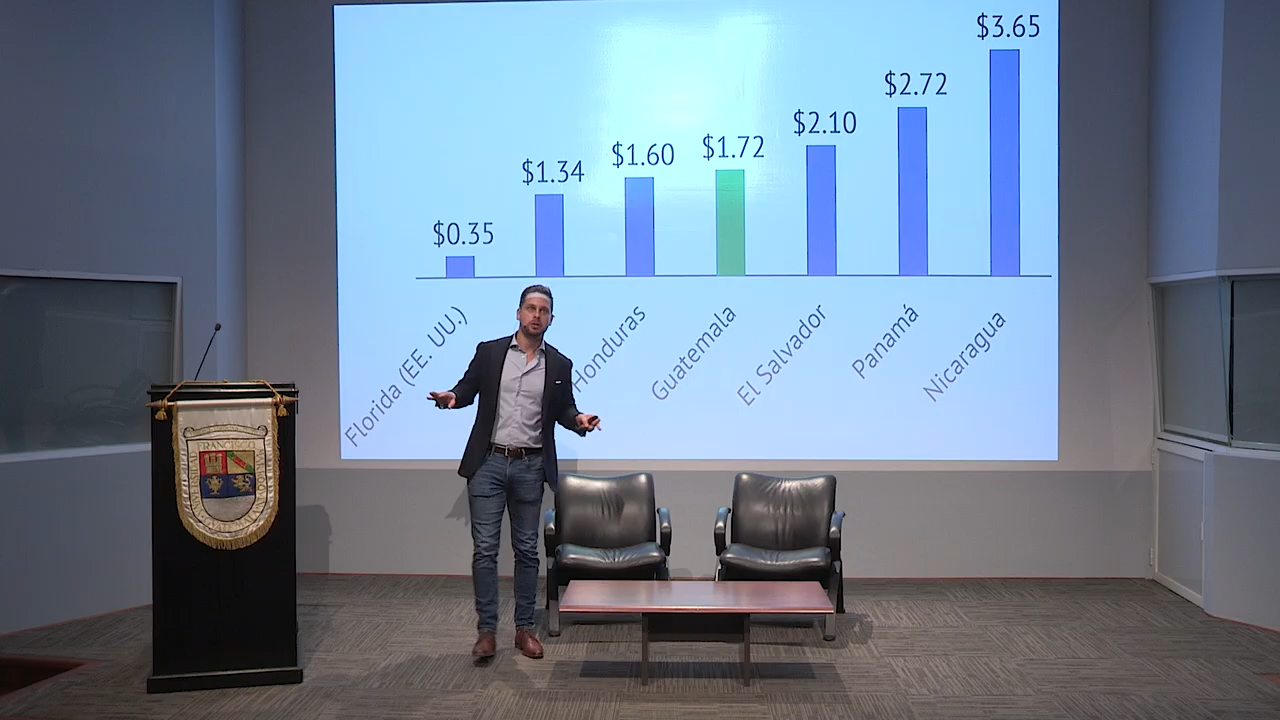 $3.65
$2.72
$2.10
$1.72
$1.60
$1.34
$0.35
Florida (EE. UU.)
Honduras
Guatemala
El Salvador
Panamá
Nicaragua
FRANCISCO